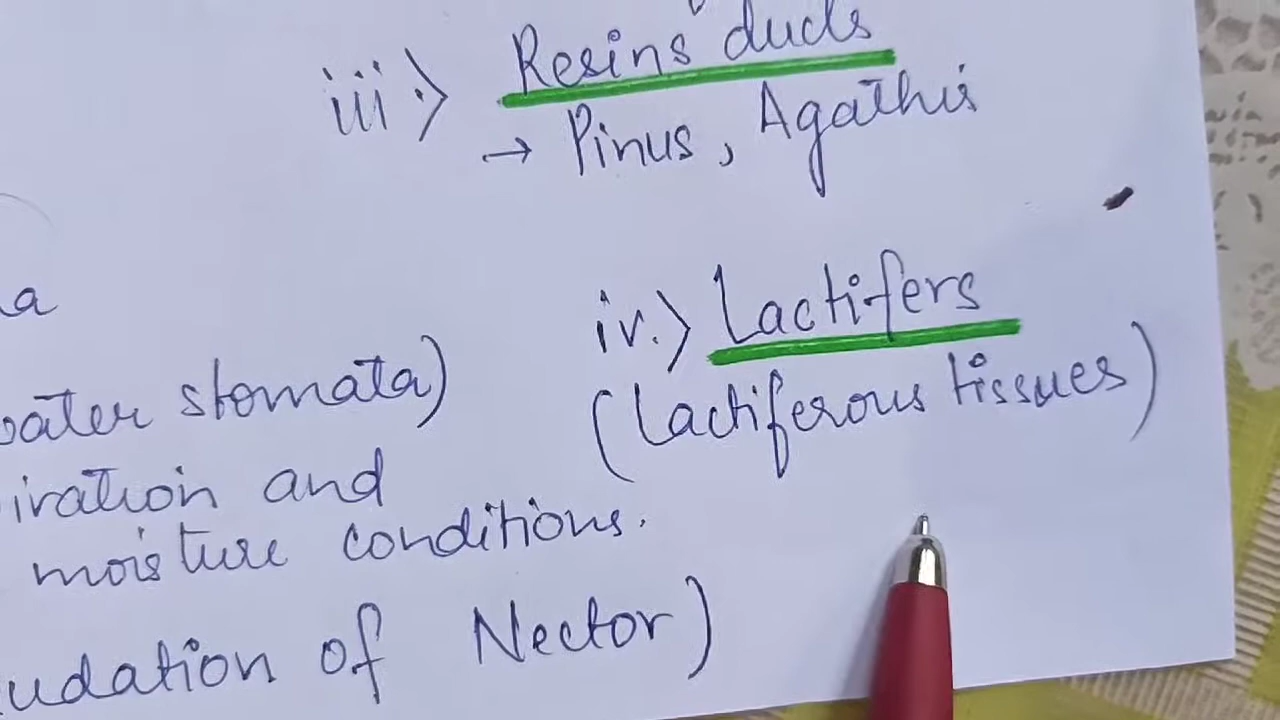 iii.) Resins ducts
→ Pinus, Agathis
iv.) Lactifers
(Lactiferous tissues)
water stomata)
iration and
moisture conditions.
udation of Nector)